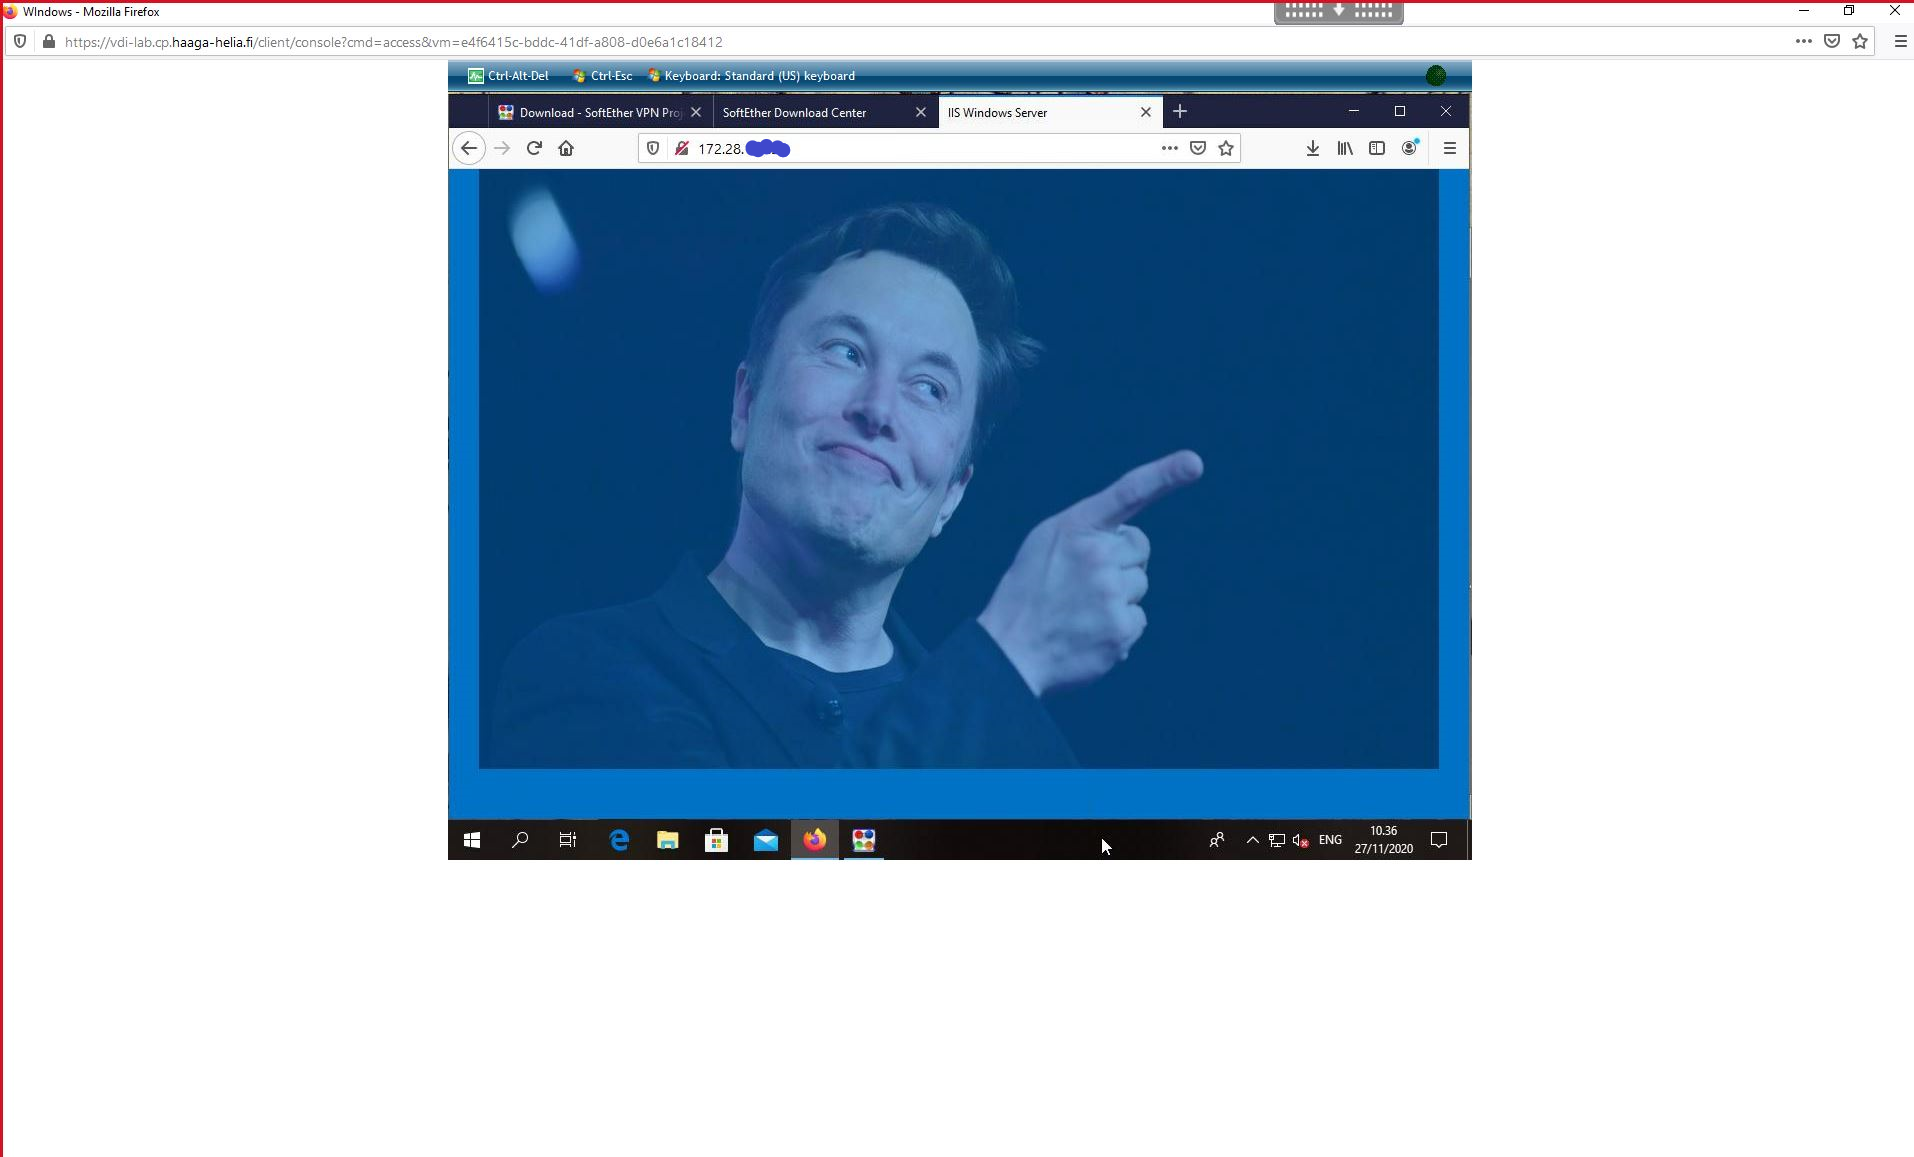 WIndows - Mozilla Firefox
https://vdi-lab.cp.haaga-helia.fi/client/console?cmd=access&vm=e4f6415c-bddc-41df-a808-d0e6a1c18412
Ctrl-Alt-Del Ctrl-Esc Keyboard: Standard (US) keyboard
Download - SoftEther VPN Proj SoftEther Download Center IIS Windows Server
172.28.
ENG 10.36
27/11/2020